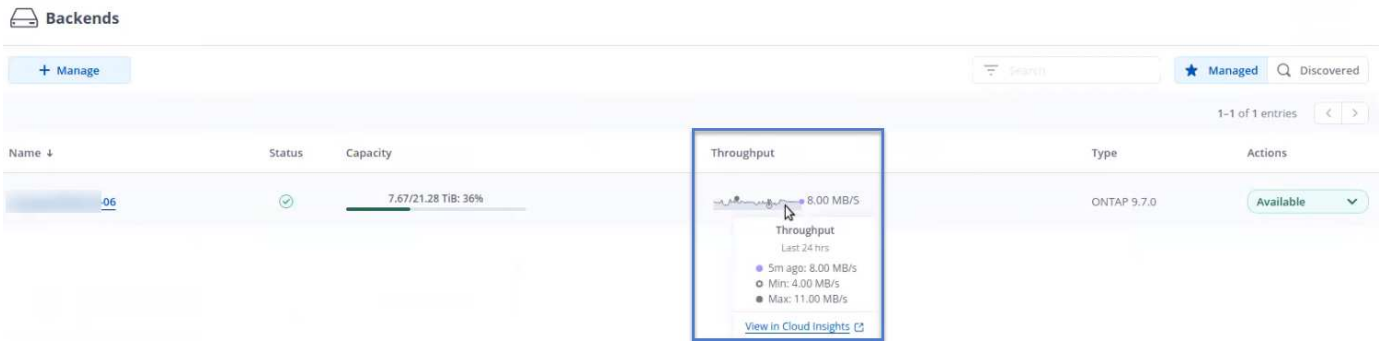 Backends
+ Manage
Search
Managed
Discovered
1–1 of 1 entries
Name ↓ Status Capacity Throughput Type Actions
-06 7.67/21.28 TiB: 36% 8.00 MB/S ONTAP 9.7.0 Available
Throughput
Last 24 hrs
5m ago: 8.00 MB/s
Min: 4.00 MB/s
Max: 11.00 MB/s
View in Cloud Insights